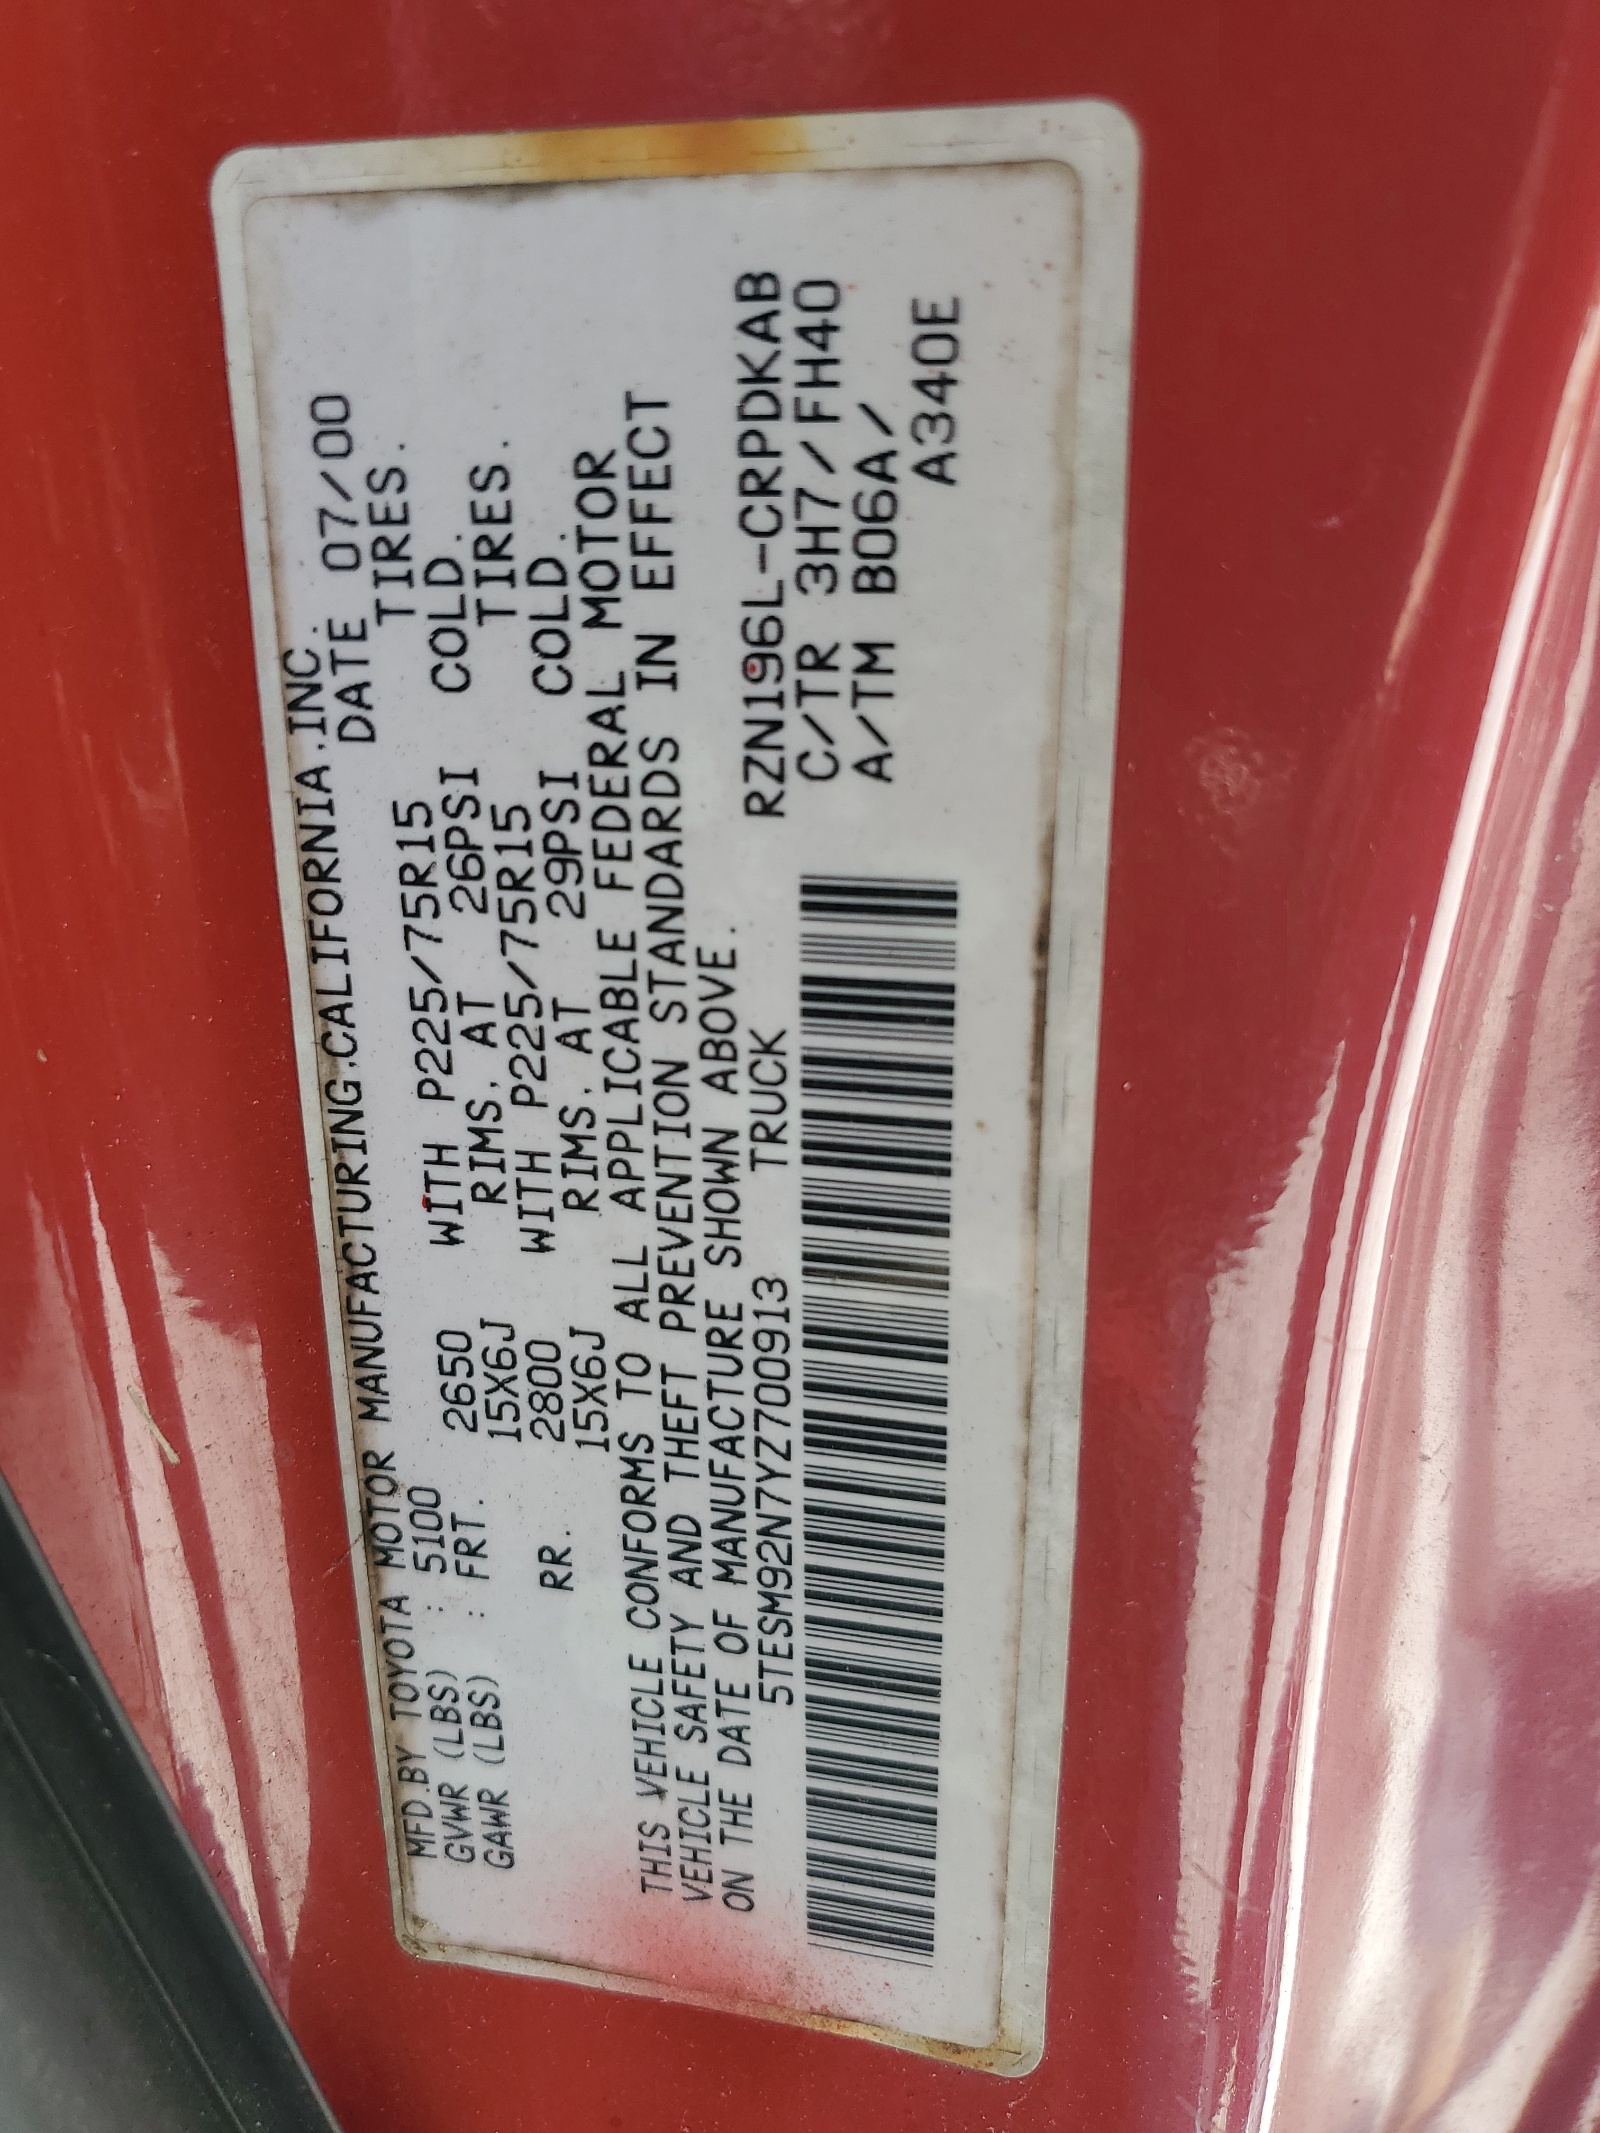 MFD.BY TOYOTA MOTOR MANUFACTURING.CALIFORNIA.INC.
GVWR (LBS) : 5100 DATE 07/00
GAWR (LBS) : FRT. 2650 WITH P225/75R15 TIRES.
15X6J RIMS. AT 26PSI COLD.
RR. 2800 WITH P225/75R15 TIRES.
15X6J RIMS. AT 29PSI COLD.
THIS VEHICLE CONFORMS TO ALL APPLICABLE FEDERAL MOTOR
VEHICLE SAFETY AND THEFT PREVENTION STANDARDS IN EFFECT
ON THE DATE OF MANUFACTURE SHOWN ABOVE.
5TESM92N7YZ700913 TRUCK RZN196L-CRPDKAB
C/TR 3H7/FH40
A/TM B06A/
A340E